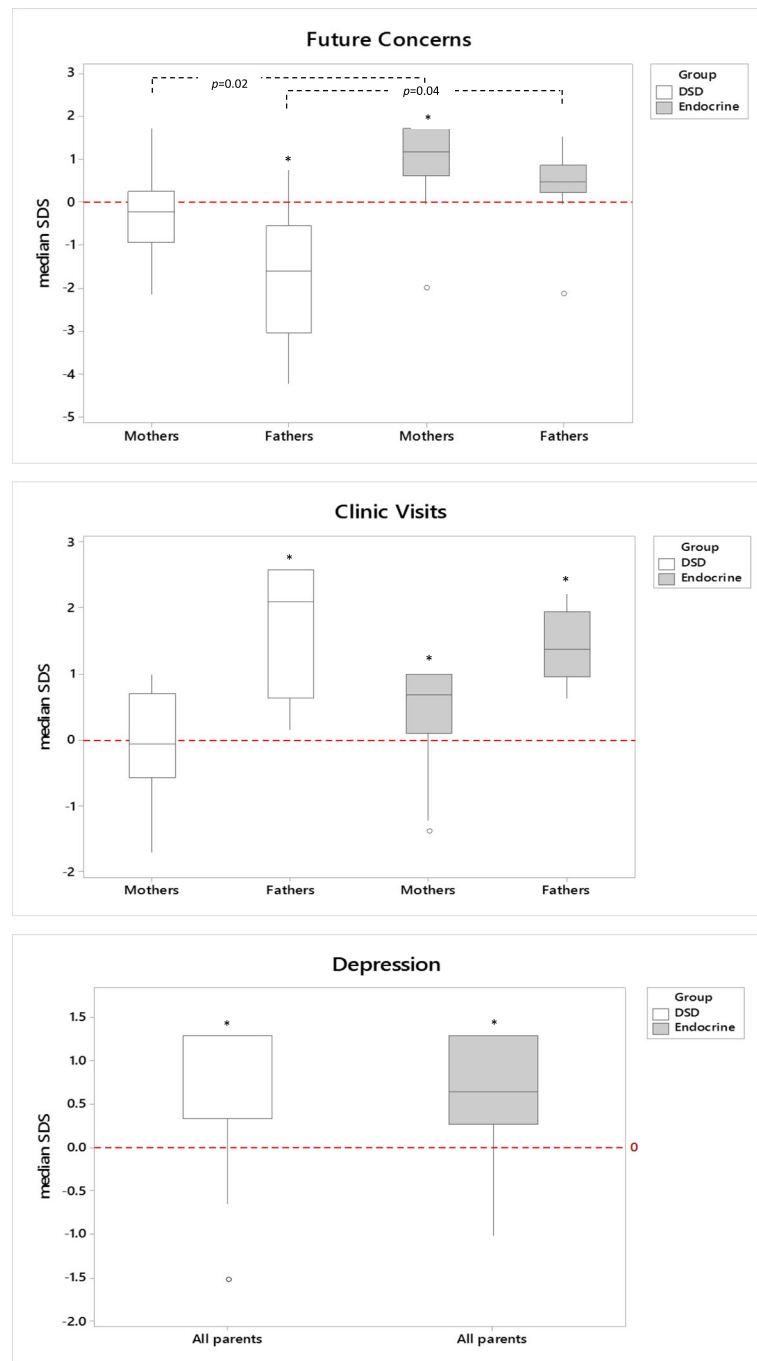 Future Concerns
Group
DSD
Endocrine
3
2
1
0
-1
-2
-3
-4
-5
median SDS
p=0.02
p=0.04
*
*
Mothers
Fathers
Mothers
Fathers
Clinic Visits
Group
DSD
Endocrine
3
2
1
0
-1
-2
median SDS
*
*
*
Mothers
Fathers
Mothers
Fathers
Depression
Group
DSD
Endocrine
1.5
1.0
0.5
0.0
-0.5
-1.0
-1.5
-2.0
median SDS
*
*
0
All parents
All parents